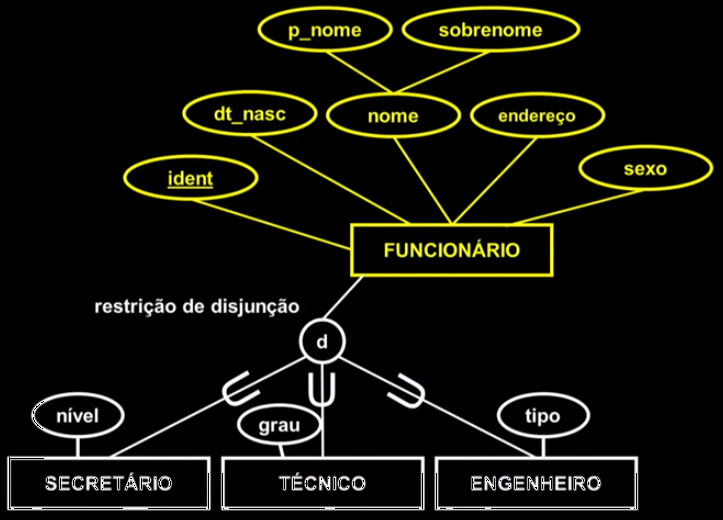 p_nome
sobrenome
dt_nasc
nome
endereço
ident
sexo
FUNCIONÁRIO
restrição de disjunção
d
nível
grau
tipo
SECRETÁRIO
TÉCNICO
ENGENHEIRO